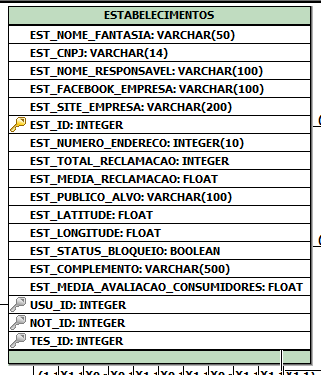 ESTABELECIMENTOS
EST_NOME_FANTASIA: VARCHAR(50)
EST_CNPJ: VARCHAR(14)
EST_NOME_RESPONSAVEL: VARCHAR(100)
EST_FACEBOOK_EMPRESA: VARCHAR(100)
EST_SITE_EMPRESA: VARCHAR(200)
EST_ID: INTEGER
EST_NUMERO_ENDERECO: INTEGER(10)
EST_TOTAL_RECLAMACAO: INTEGER
EST_MEDIA_RECLAMACAO: FLOAT
EST_PUBLICO_ALVO: VARCHAR(100)
EST_LATITUDE: FLOAT
EST_LONGITUDE: FLOAT
EST_STATUS_BLOQUEIO: BOOLEAN
EST_COMPLEMENTO: VARCHAR(500)
EST_MEDIA_AVALIACAO_CONSUMIDORES: FLOAT
USU_ID: INTEGER
NOT_ID: INTEGER
TES_ID: INTEGER